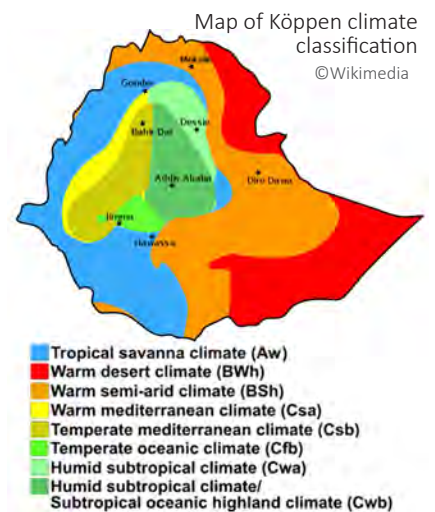 Map of Köppen climate
classification
©Wikimedia
Mekele
Gonder
Bahir Dar
Dessie
Addis Ababa
Dire Dawa
Jimma
Hawassa
Tropical savanna climate (Aw)
Warm desert climate (BWh)
Warm semi-arid climate (BSh)
Warm mediterranean climate (Csa)
Temperate mediterranean climate (Csb)
Temperate oceanic climate (Cfb)
Humid subtropical climate (Cwa)
Humid subtropical climate/
Subtropical oceanic highland climate (Cwb)